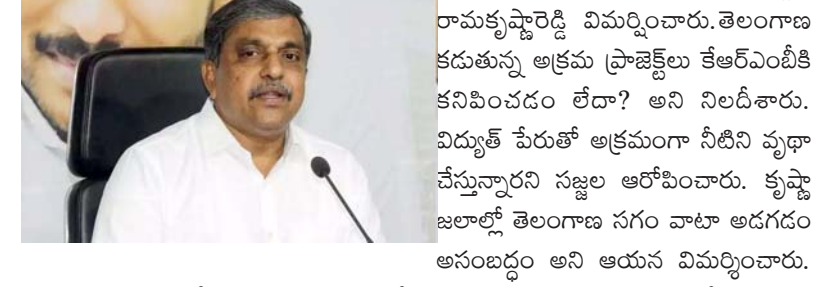 రామకృష్ణారెడ్డి విమర్షించారు.తెలంగాణ
కడుతున్న అక్రమ ప్రాజెక్ట్‌లు కేఆర్ఎంబీకి
కనిపించడం లేదా? అని నిలదీశారు.
విద్యుత్ పేరుతో అక్రమంగా నీటిని వృథా
చేస్తున్నారని సజ్జల ఆరోపించారు. కృష్ణా
జలాల్లో తెలంగాణ సగం వాటా అడగడం
అసంబద్ధం అని ఆయన విమర్శించారు.